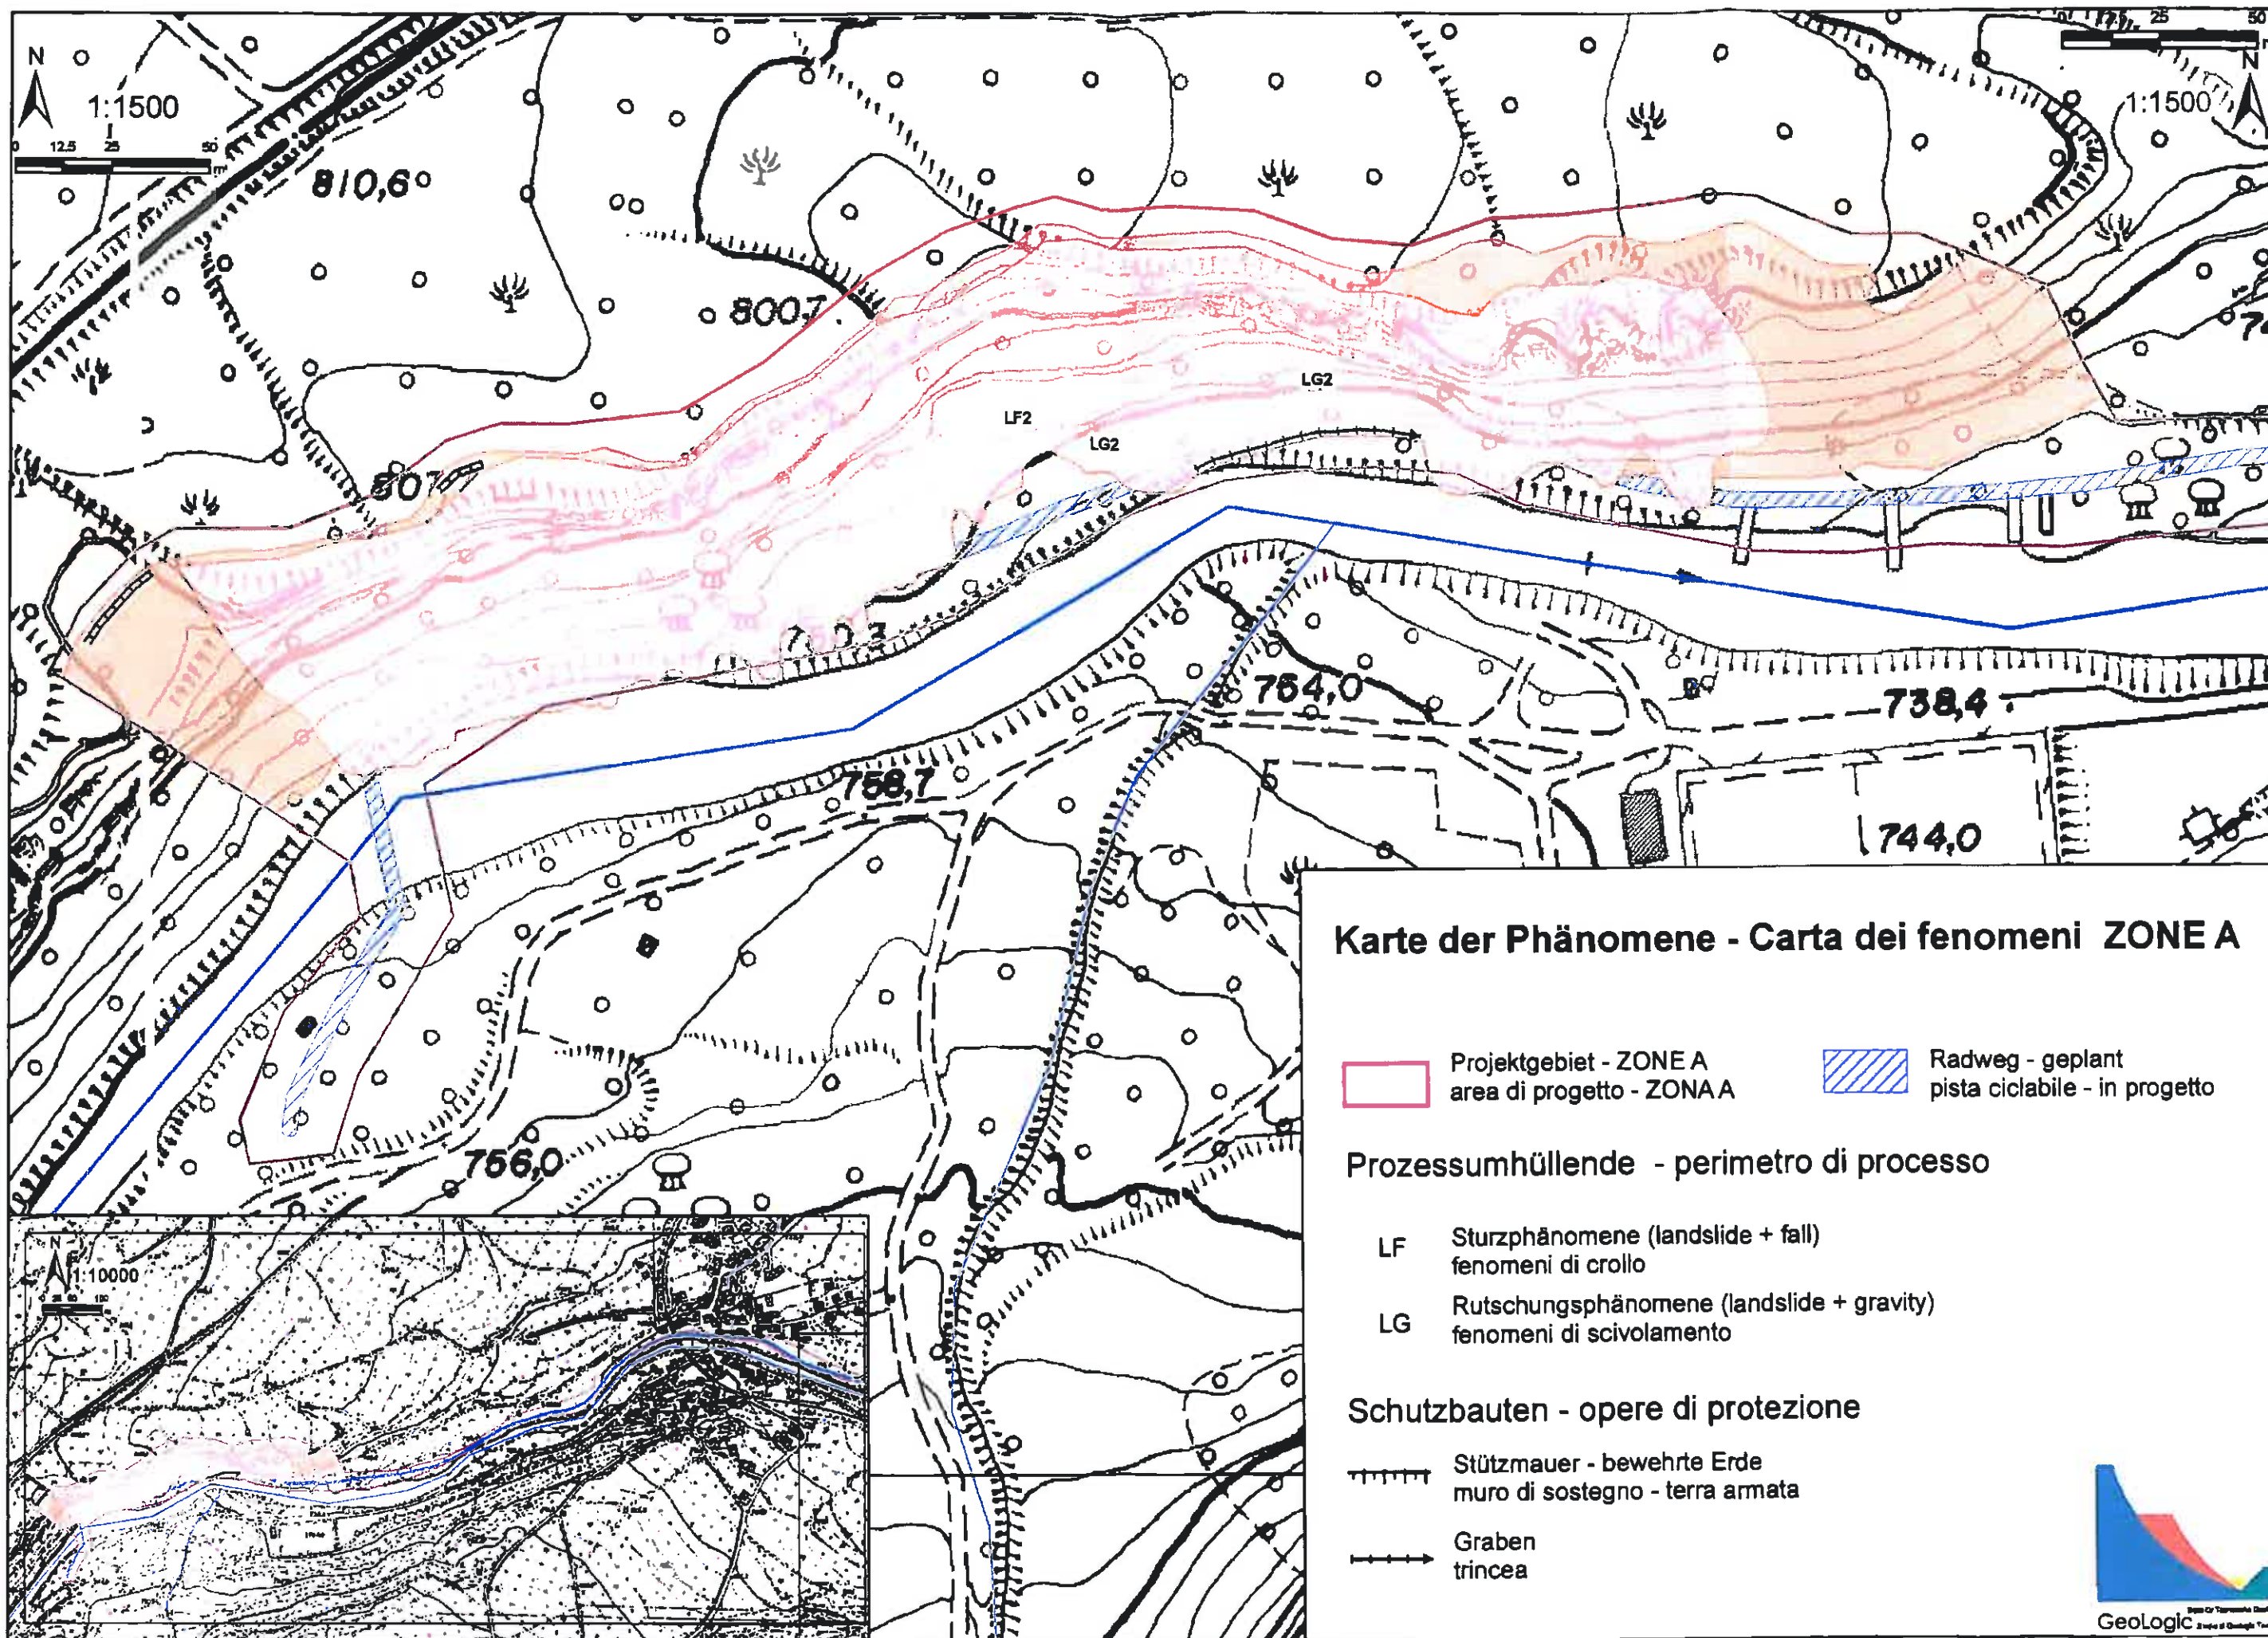 N
1:1500
0 12.5 25 50
m
810,6
8007
807
LF2
LG2
LG2
25 50
N
1:1500
764,0
738,4
758,7
744,0
756,0
N
1:10000
Karte der Phänomene - Carta dei fenomeni ZONE A
Projektgebiet - ZONE A
area di progetto - ZONA A
Radweg - geplant
pista ciclabile - in progetto
Prozessumhüllende - perimetro di processo
LF
Sturzphänomene (landslide + fall)
fenomeni di crollo
LG
Rutschungsphänomene (landslide + gravity)
fenomeni di scivolamento
Schutzbauten - opere di protezione
Stützmauer - bewehrte Erde
muro di sostegno - terra armata
Graben
trincea
GeoLogic